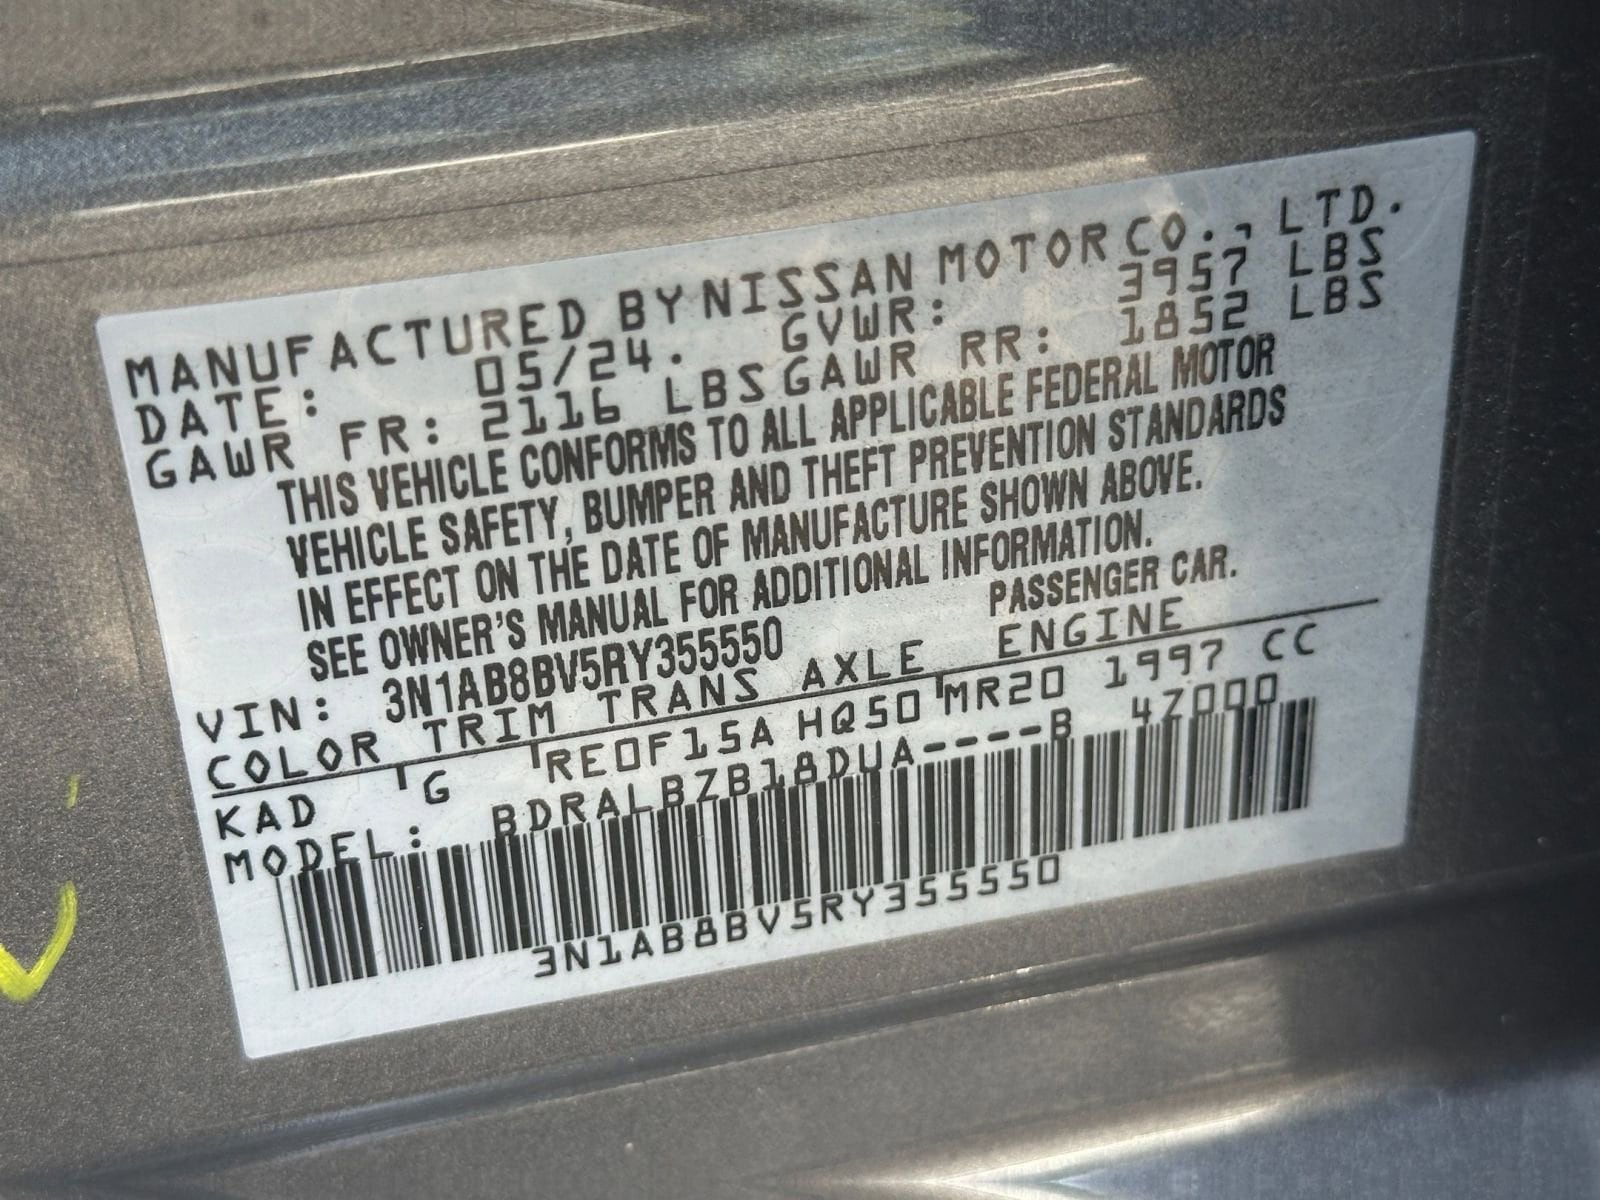 MANUFACTURED BY NISSAN MOTOR CO., LTD.
DATE: 05/24. GVWR: 3957 LBS
GAWR FR: 2116 LBS GAWR RR: 1852 LBS
THIS VEHICLE CONFORMS TO ALL APPLICABLE FEDERAL MOTOR
VEHICLE SAFETY, BUMPER AND THEFT PREVENTION STANDARDS
IN EFFECT ON THE DATE OF MANUFACTURE SHOWN ABOVE.
SEE OWNER'S MANUAL FOR ADDITIONAL INFORMATION.
VIN: 3N1AB8BV5RY355550 PASSENGER CAR.
COLOR TRIM TRANS AXLE ENGINE
KAD G RE0F15A HQ50 MR20 1997 CC
MODEL: BDRALBZB18DUA----B 4Z000
3N1AB8BV5RY355550